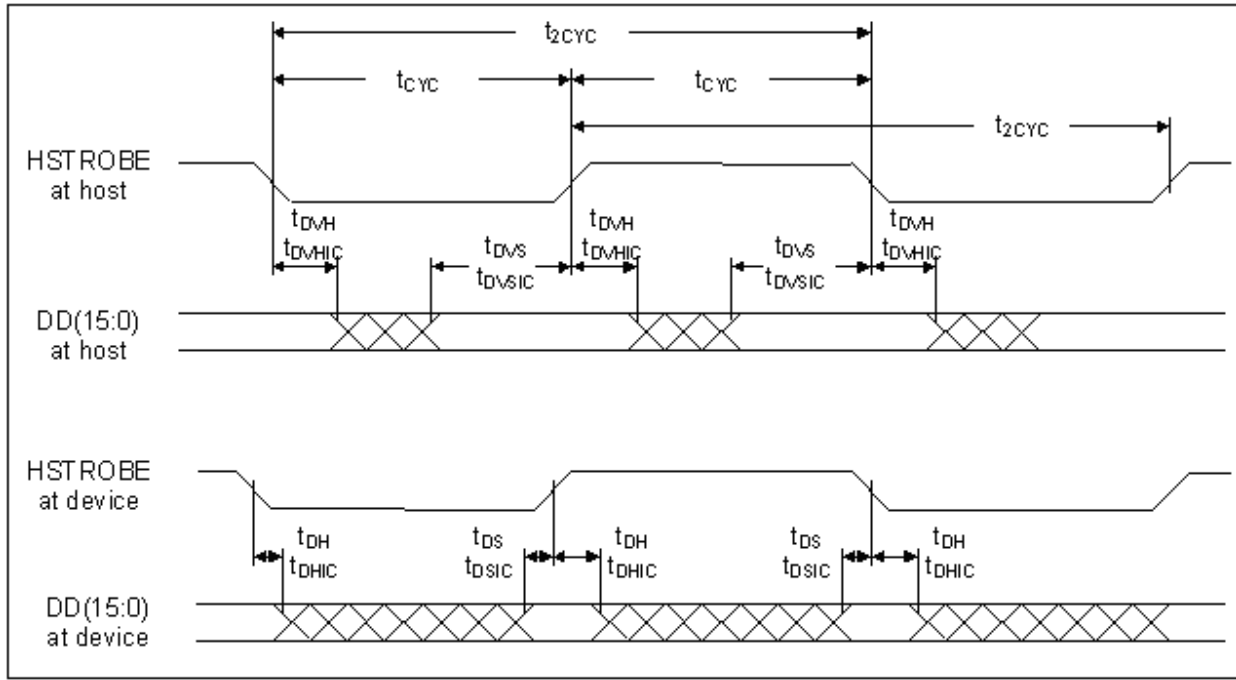 t2CYC
tCYC tCYC
t2CYC
HSTROBE
at host
tDVH tDVH tDVH
tDVHIC tDVS tDVHIC tDVS tDVHIC
tDVSIC tDVSIC
DD(15:0)
at host
HSTROBE
at device
tDH tDS tDH tDS tDH
tDHIC tDSIC tDHIC tDSIC tDHIC
DD(15:0)
at device